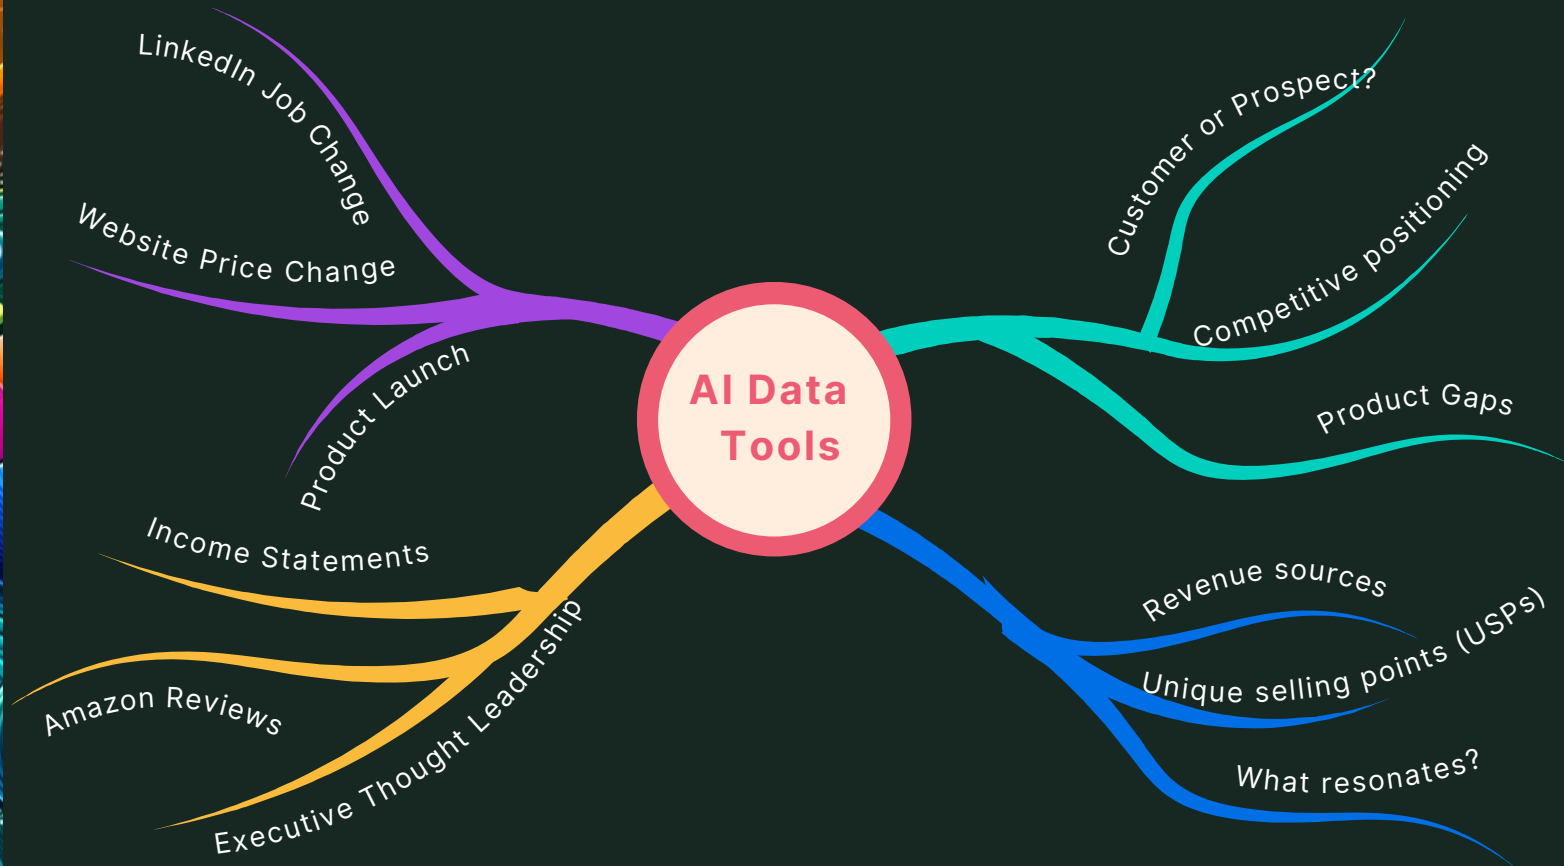 AI Data
Tools
LinkedIn Job Change
Website Price Change
Product Launch
Income Statements
Amazon Reviews
Executive Thought Leadership
Customer or Prospect?
Competitive positioning
Product Gaps
Revenue sources
Unique selling points (USPs)
What resonates?